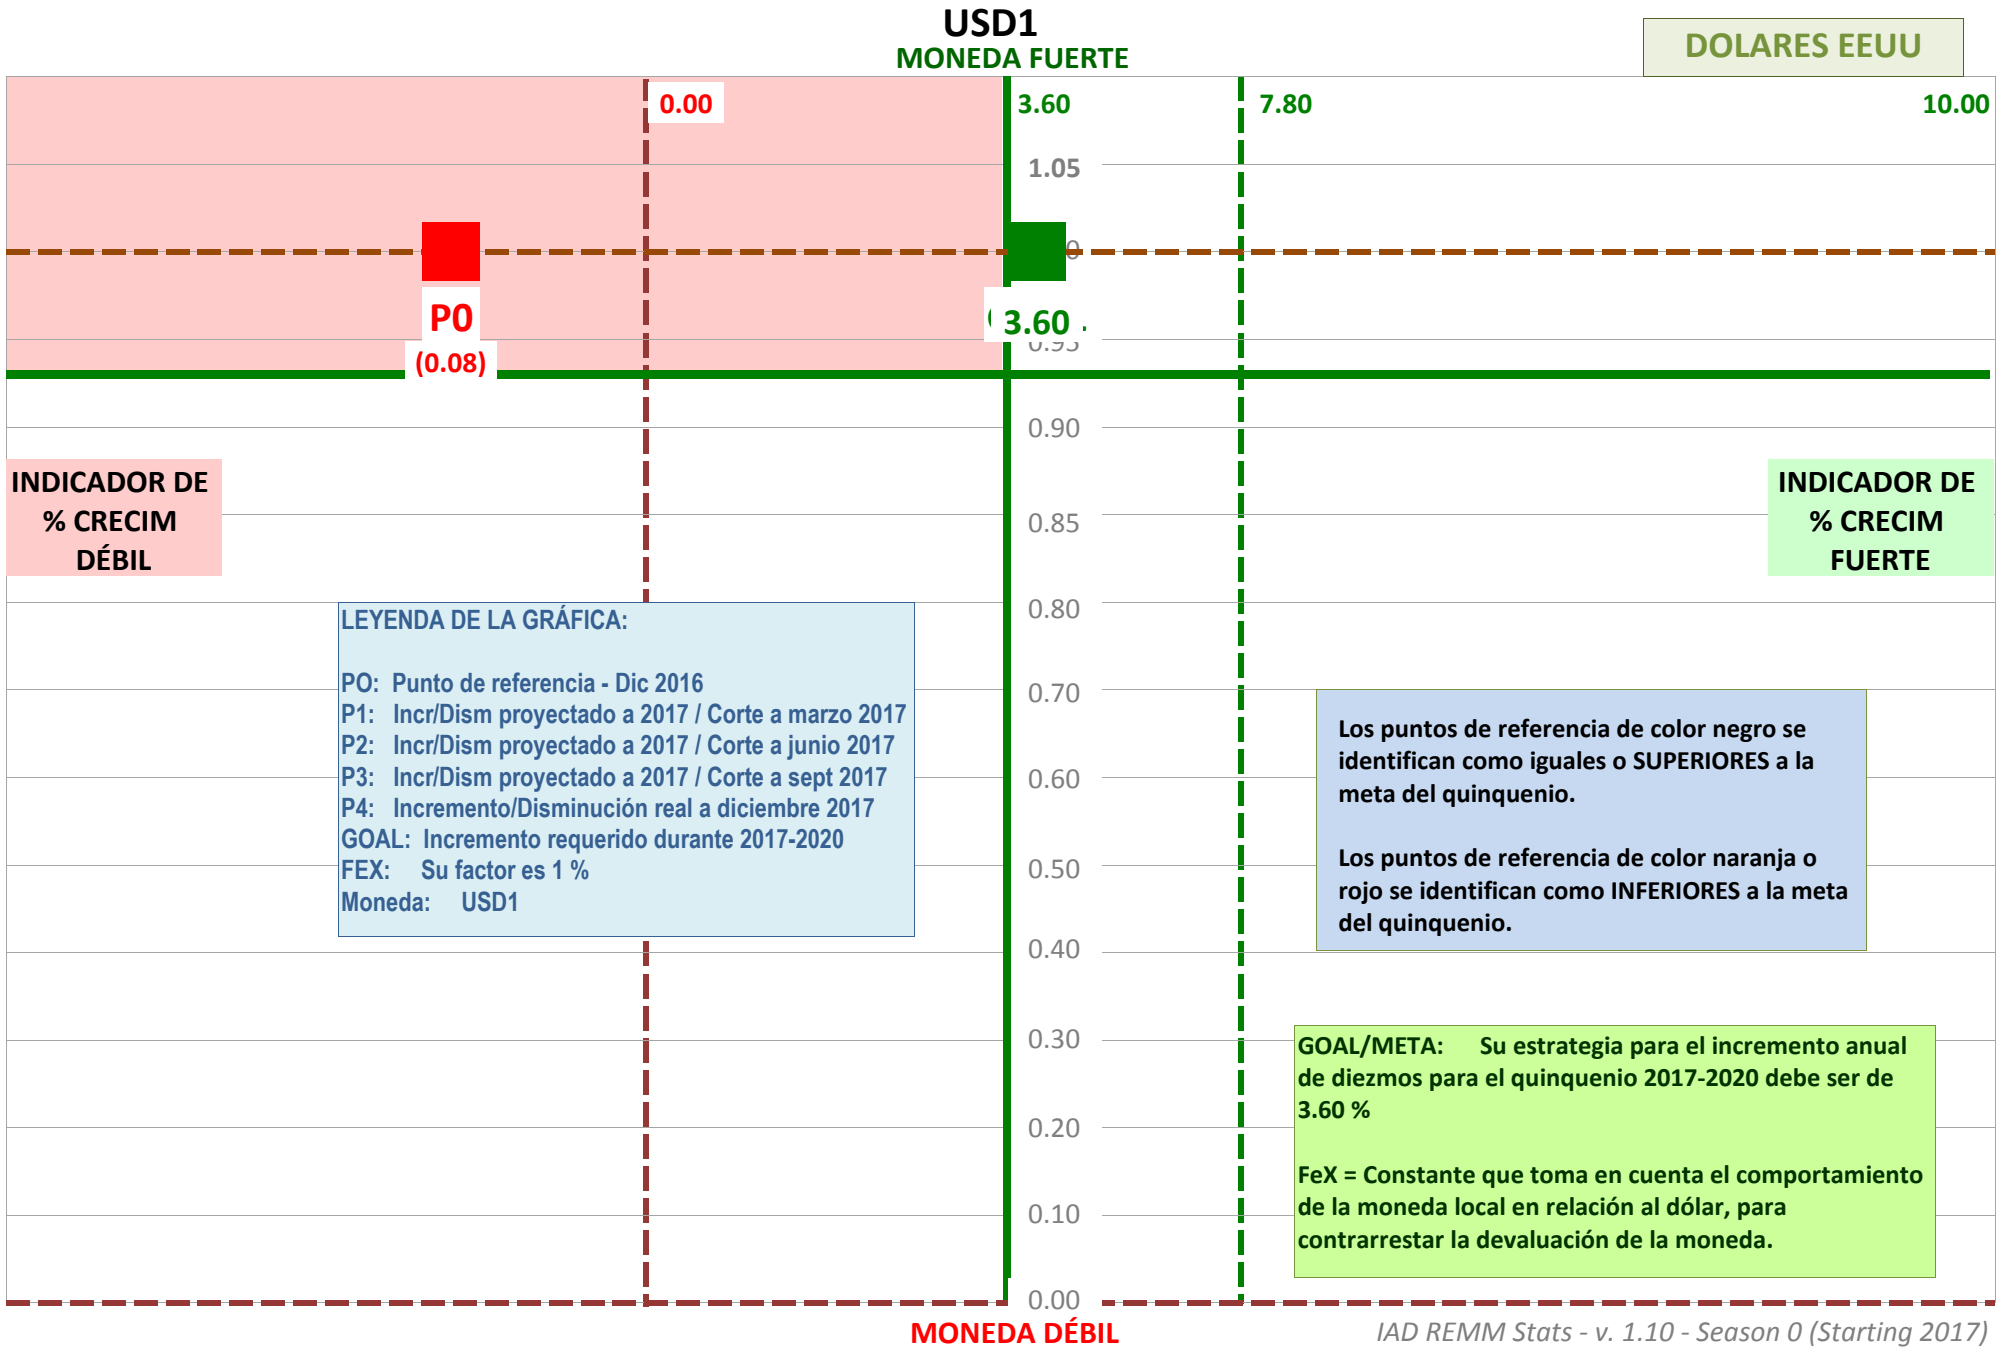 USD1
MONEDA FUERTE
DOLARES EEUU
0.00
3.60
7.80
10.00
1.05
0
P0
(0.08)
3.60
0.95
0.90
INDICADOR DE
% CRECIM
DÉBIL
INDICADOR DE
% CRECIM
FUERTE
0.85
0.80
LEYENDA DE LA GRÁFICA:
PO: Punto de referencia - Dic 2016
P1: Incr/Dism proyectado a 2017 / Corte a marzo 2017
P2: Incr/Dism proyectado a 2017 / Corte a junio 2017
P3: Incr/Dism proyectado a 2017 / Corte a sept 2017
P4: Incremento/Disminución real a diciembre 2017
GOAL: Incremento requerido durante 2017-2020
FEX: Su factor es 1 %
Moneda: USD1
0.70
0.60
0.50
0.40
Los puntos de referencia de color negro se
identifican como iguales o SUPERIORES a la
meta del quinquenio.
Los puntos de referencia de color naranja o
rojo se identifican como INFERIORES a la meta
del quinquenio.
0.30
0.20
0.10
0.00
GOAL/META: Su estrategia para el incremento anual
de diezmos para el quinquenio 2017-2020 debe ser de
3.60 %
FeX = Constante que toma en cuenta el comportamiento
de la moneda local en relación al dólar, para
contrarrestar la devaluación de la moneda.
MONEDA DÉBIL
IAD REMM Stats - v. 1.10 - Season 0 (Starting 2017)